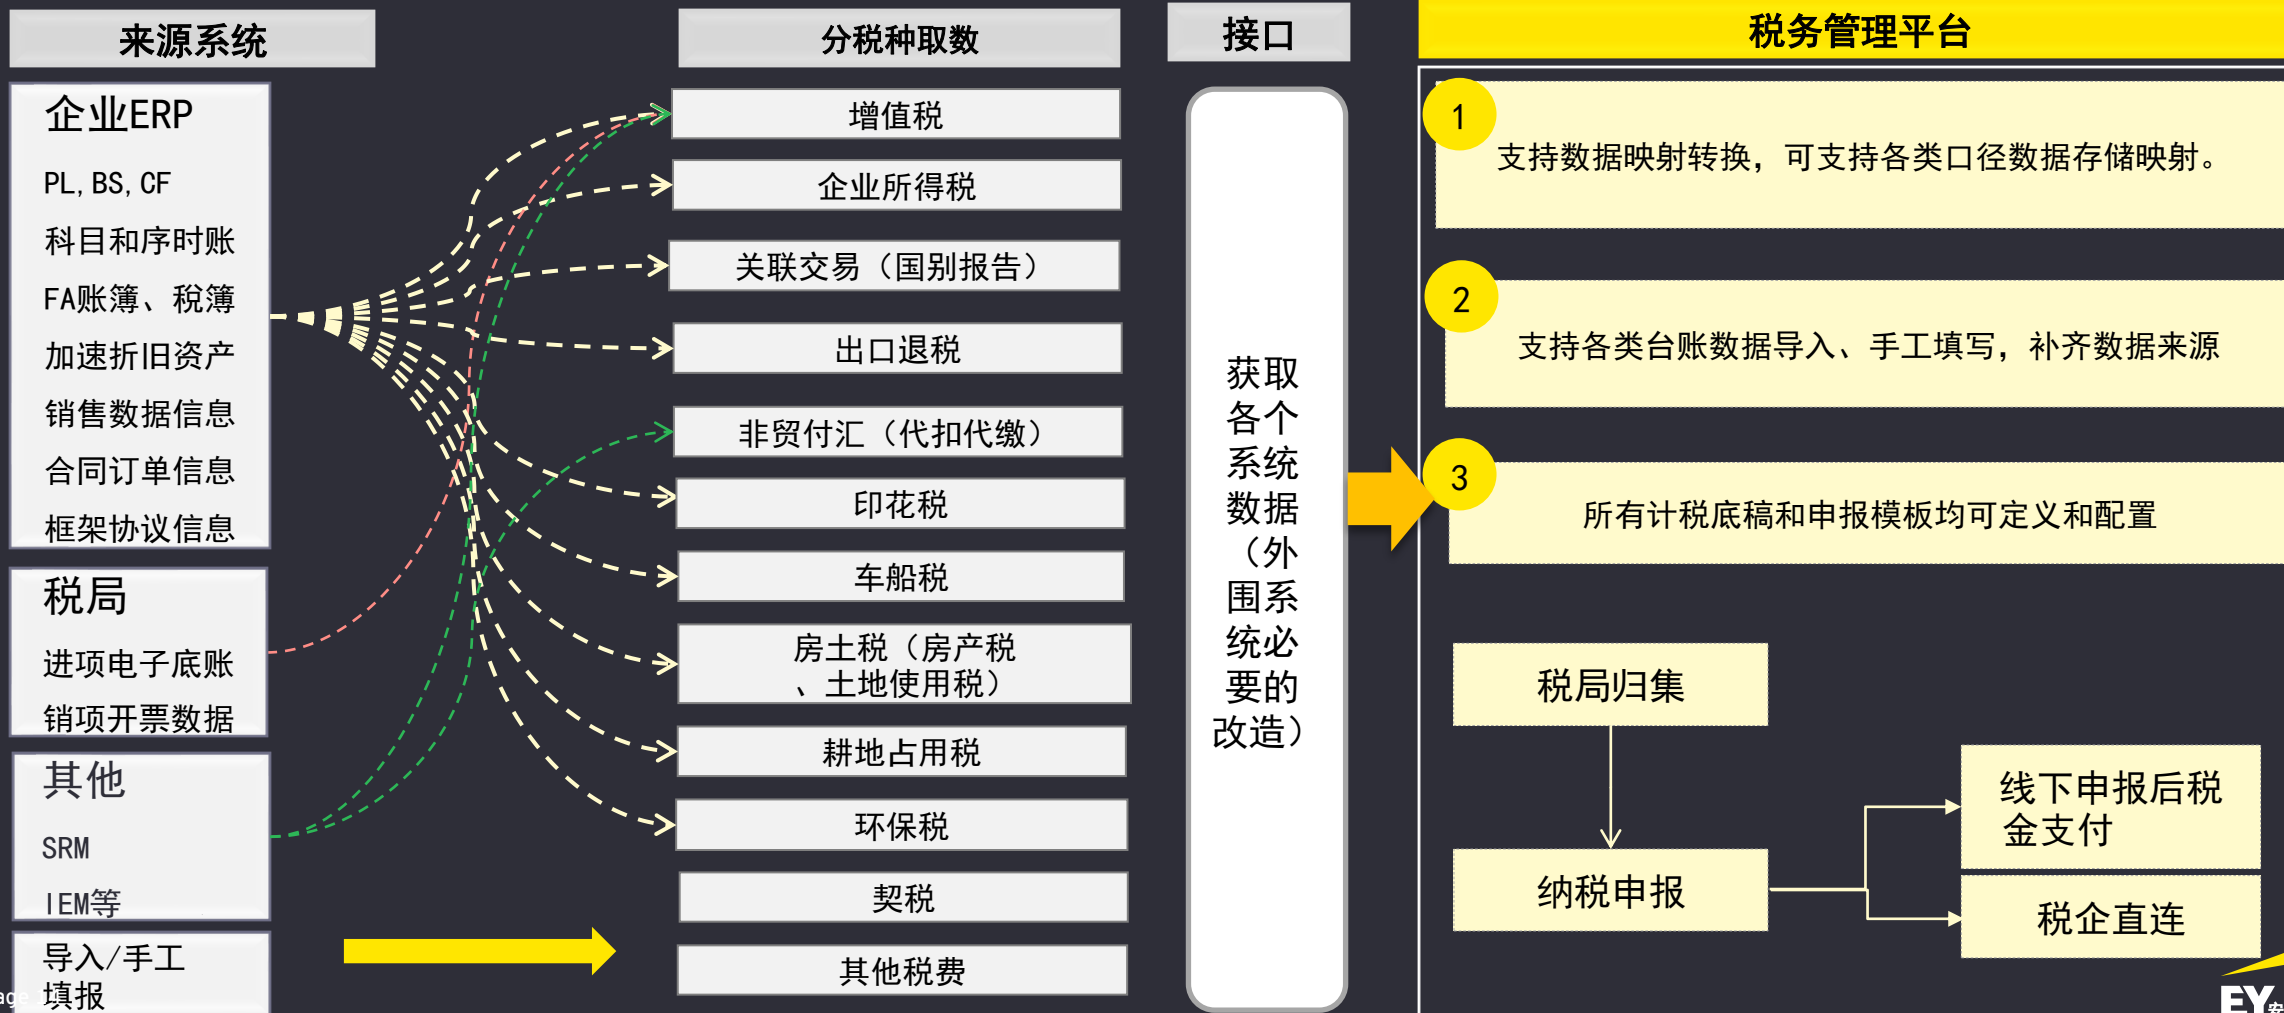 来源系统
企业ERP
PL,BS,CF
科目和序时账
FA账簿、税簿
加速折旧资产
销售数据信息
合同订单信息
框架协议信息
税局
进项电子底账
销项开票数据
其他
SRM
IEM等
导入/手工
填报
分税种取数
增值税
企业所得税
关联交易（国别报告）
出口退税
非贸付汇（代扣代缴）
印花税
车船税
房土税（房产税
、土地使用税）
耕地占用税
环保税
契税
其他税费
接口
获取
各个
系统
数据
（外
围系
统必
要的
改造）
税务管理平台
1
支持数据映射转换，可支持各类口径数据存储映射。
2
支持各类台账数据导入、手工填写，补齐数据来源
3
所有计税底稿和申报模板均可定义和配置
税局归集
纳税申报
线下申报后税
金支付
税企直连
EY安